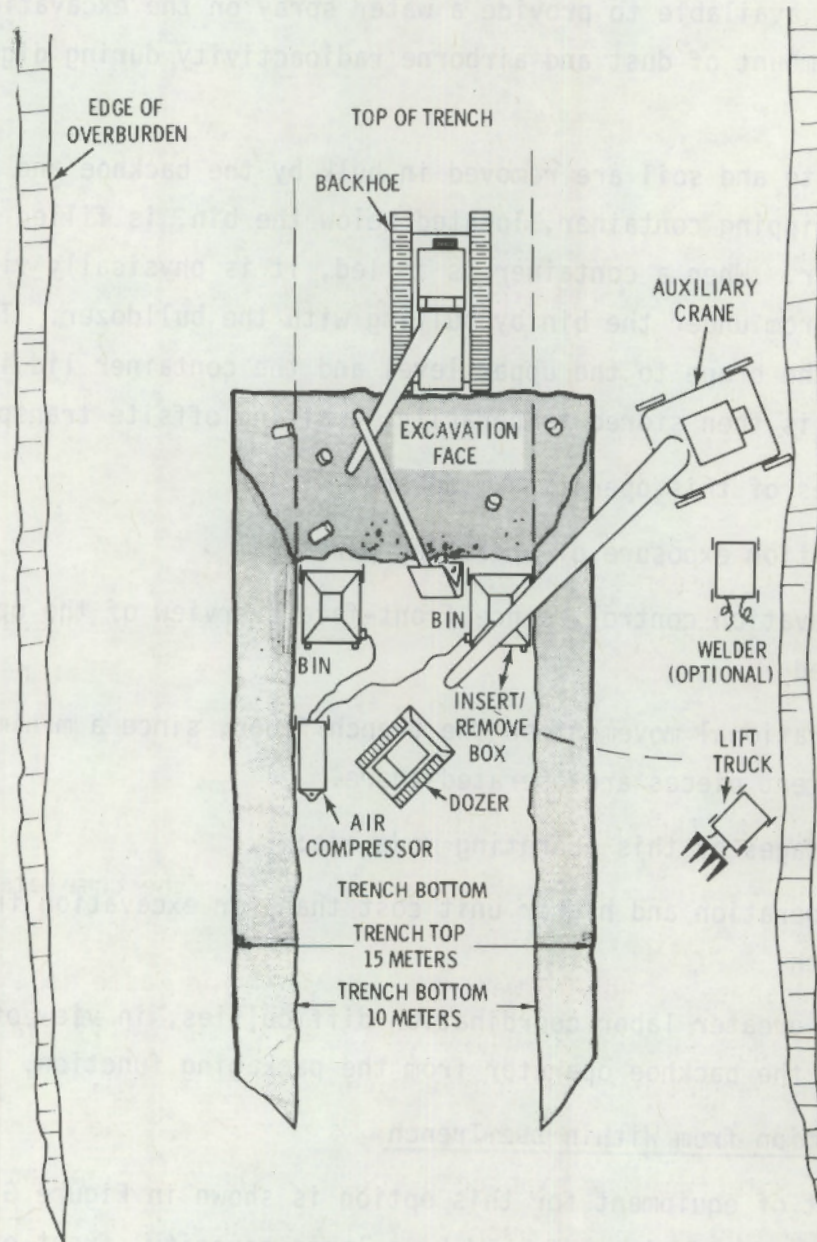 EDGE OF
OVERBURDEN
TOP OF TRENCH
BACKHOE
AUXILIARY
CRANE
EXCAVATION
FACE
BIN
BIN
WELDER
(OPTIONAL)
INSERT/
REMOVE
BOX
LIFT
TRUCK
DOZER
AIR
COMPRESSOR
TRENCH BOTTOM
TRENCH TOP
15 METERS
TRENCH BOTTOM
10 METERS